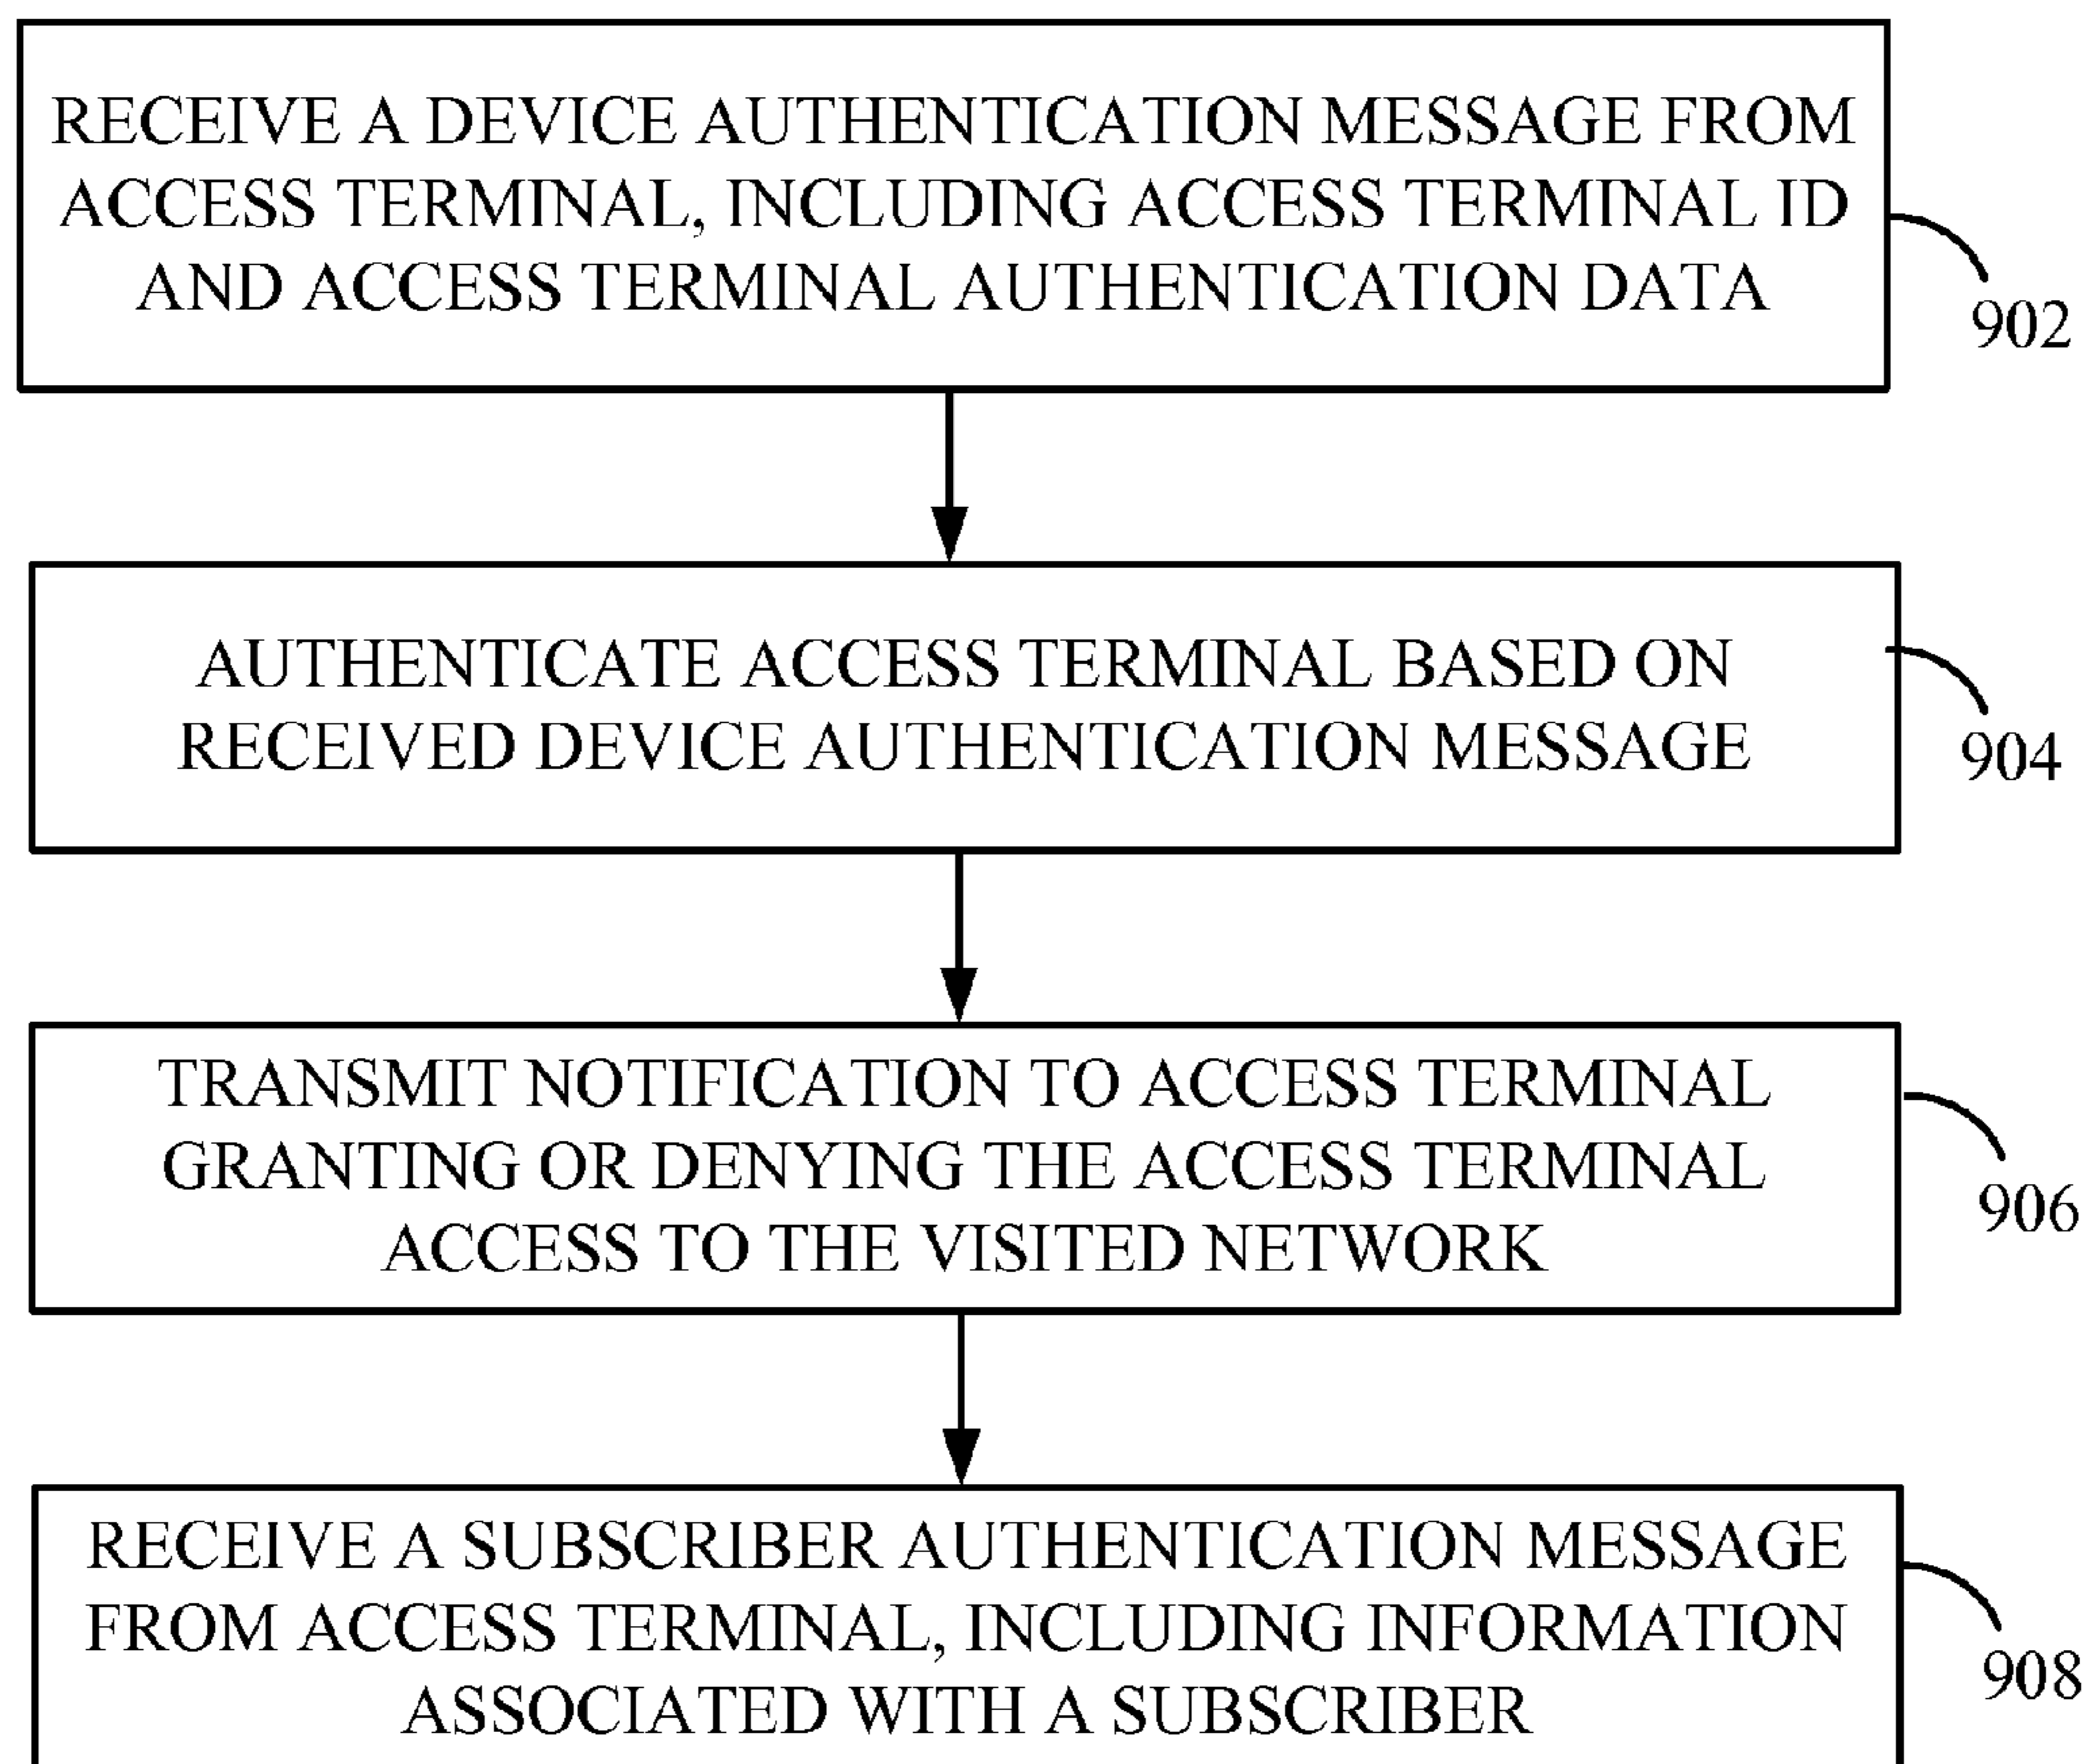 RECEIVE A DEVICE AUTHENTICATION MESSAGE FROM
ACCESS TERMINAL, INCLUDING ACCESS TERMINAL ID
AND ACCESS TERMINAL AUTHENTICATION DATA
902
AUTHENTICATE ACCESS TERMINAL BASED ON
RECEIVED DEVICE AUTHENTICATION MESSAGE
904
TRANSMIT NOTIFICATION TO ACCESS TERMINAL
GRANTING OR DENYING THE ACCESS TERMINAL
ACCESS TO THE VISITED NETWORK
906
RECEIVE A SUBSCRIBER AUTHENTICATION MESSAGE
FROM ACCESS TERMINAL, INCLUDING INFORMATION
ASSOCIATED WITH A SUBSCRIBER
908